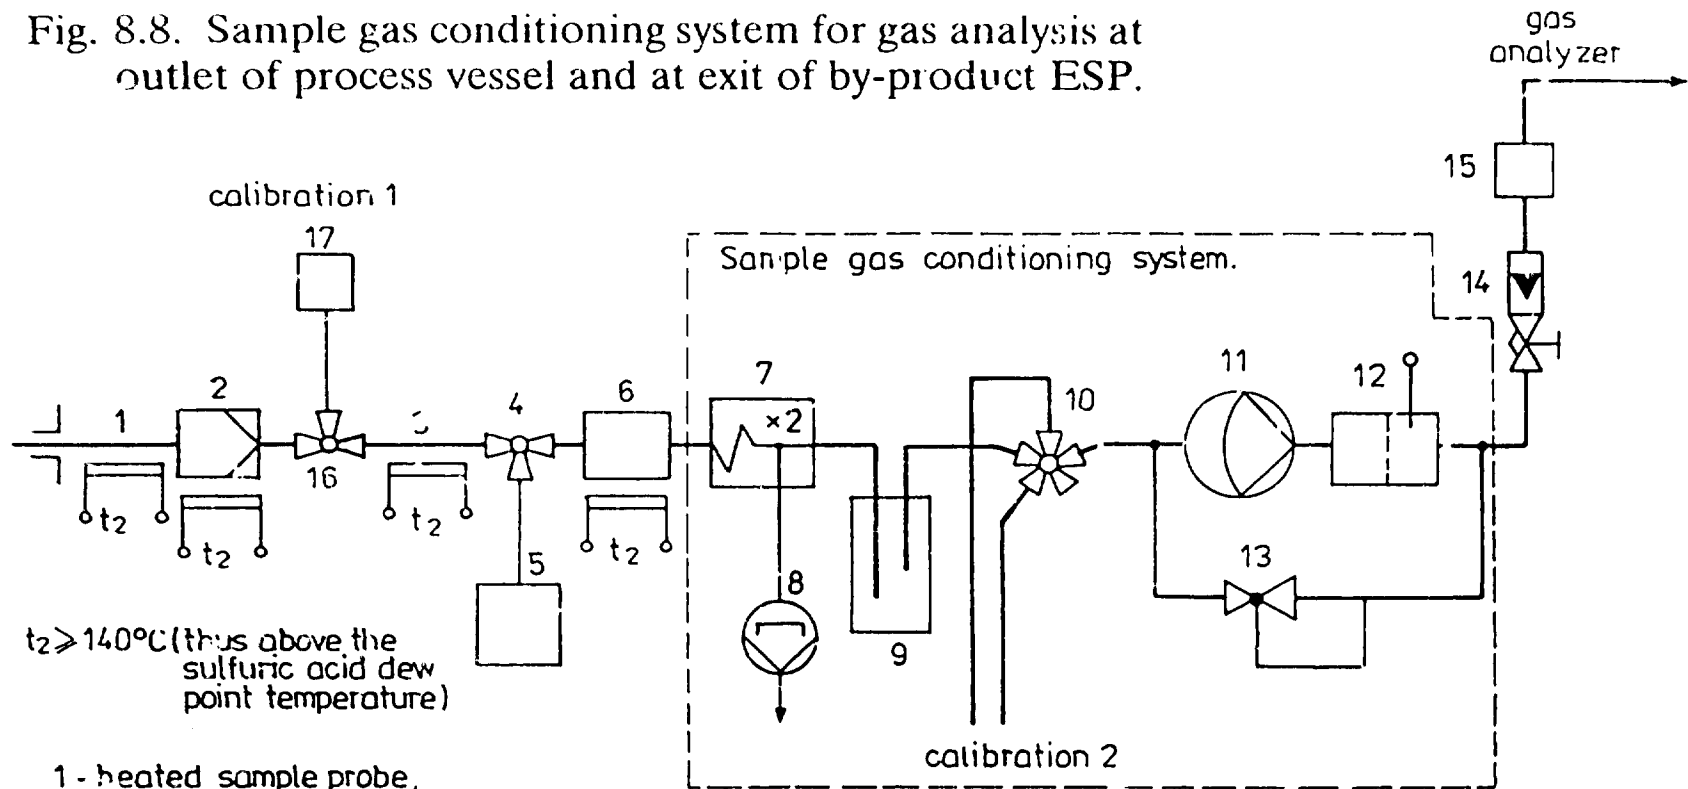 Fig. 8.8. Sample gas conditioning system for gas analysis at
outlet of process vessel and at exit of by-product ESP.
gas
analyzer
15
calibration 1
17
Sample gas conditioning system.
14
1
2
16
4
6
7
×2
10
11
12
t2
t2
t2
t2
5
8
9
13
t2⩾140°C(thus above the
sulfuric acid dew
point temperature)
calibration 2
1 - heated sample probe,